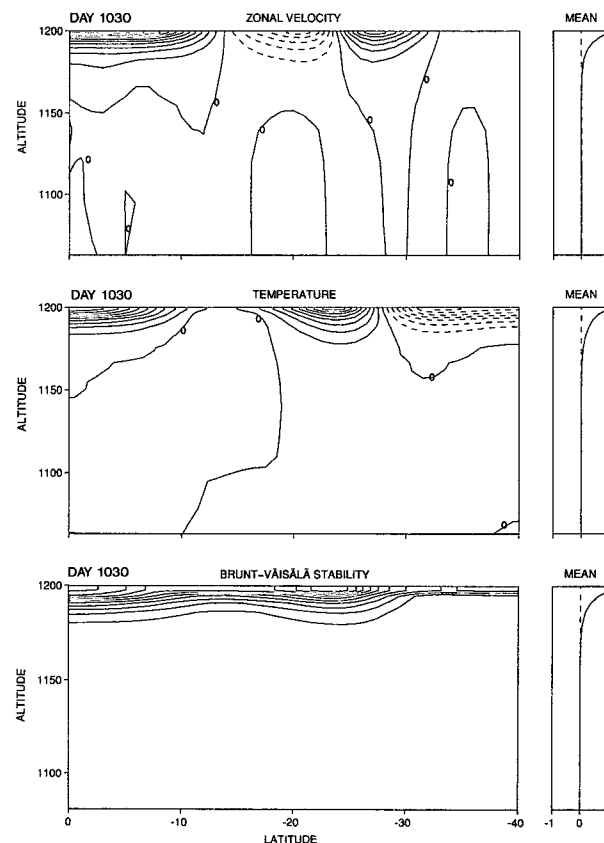 DAY 1030 ZONAL VELOCITY MEAN
1200
1150
1100
ALTITUDE
0
0
0
0
0
0
0
DAY 1030 TEMPERATURE MEAN
1200
1150
1100
ALTITUDE
0
0
0
0
DAY 1030 BRUNT-VÄISÄLÄ STABILITY MEAN
1200
1150
1100
ALTITUDE
0 -10 -20 -30 -40 -1 0
LATITUDE